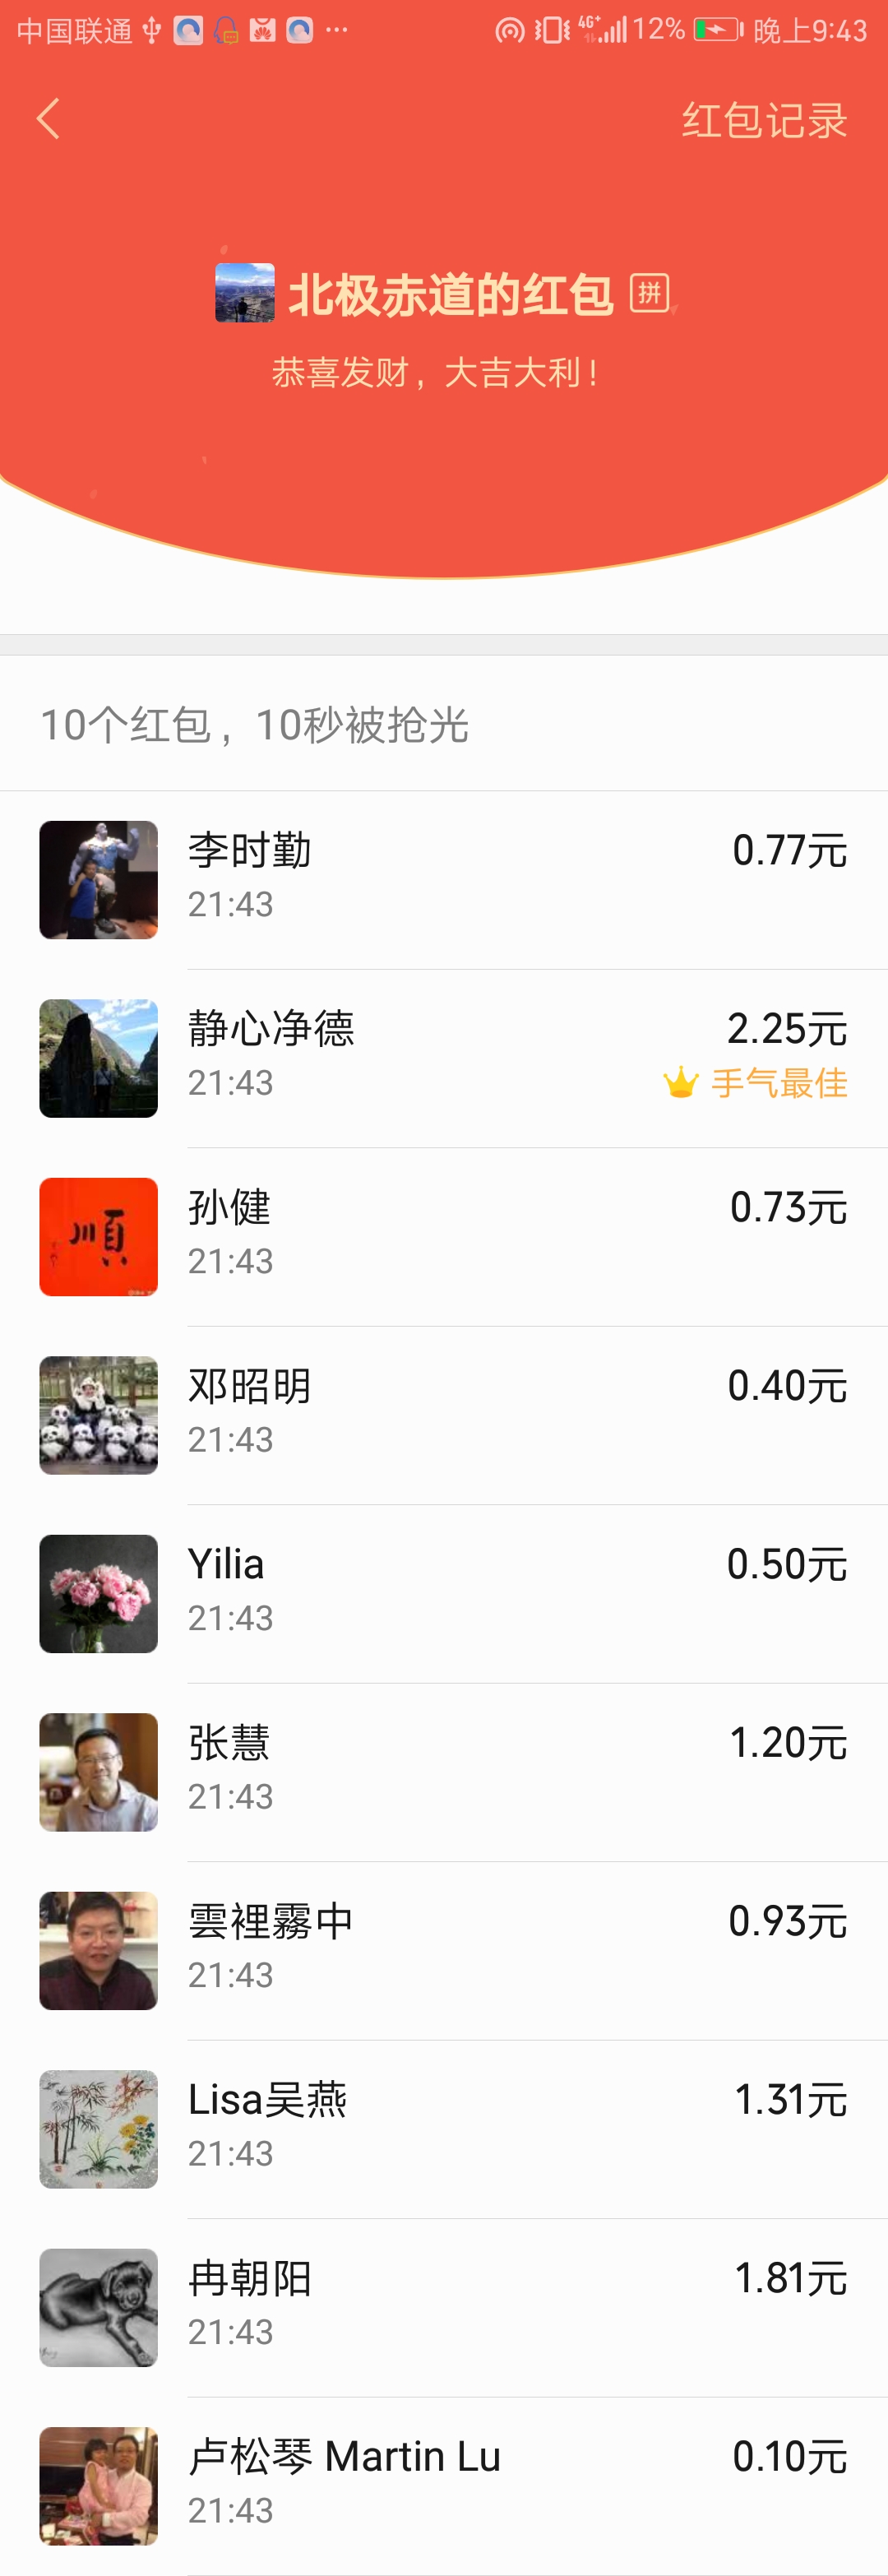 中国联通 4G+ 12% 晚上9:43
红包记录
北极赤道的红包 拼
恭喜发财，大吉大利!
10个红包，10秒被抢光
李时勤 0.77元
21:43
静心净德 2.25元
21:43 手气最佳
順
孙健 0.73元
21:43
邓昭明 0.40元
21:43
Yilia 0.50元
21:43
张慧 1.20元
21:43
雲裡霧中 0.93元
21:43
Lisa吴燕 1.31元
21:43
冉朝阳 1.81元
21:43
卢松琴 Martin Lu 0.10元
21:43